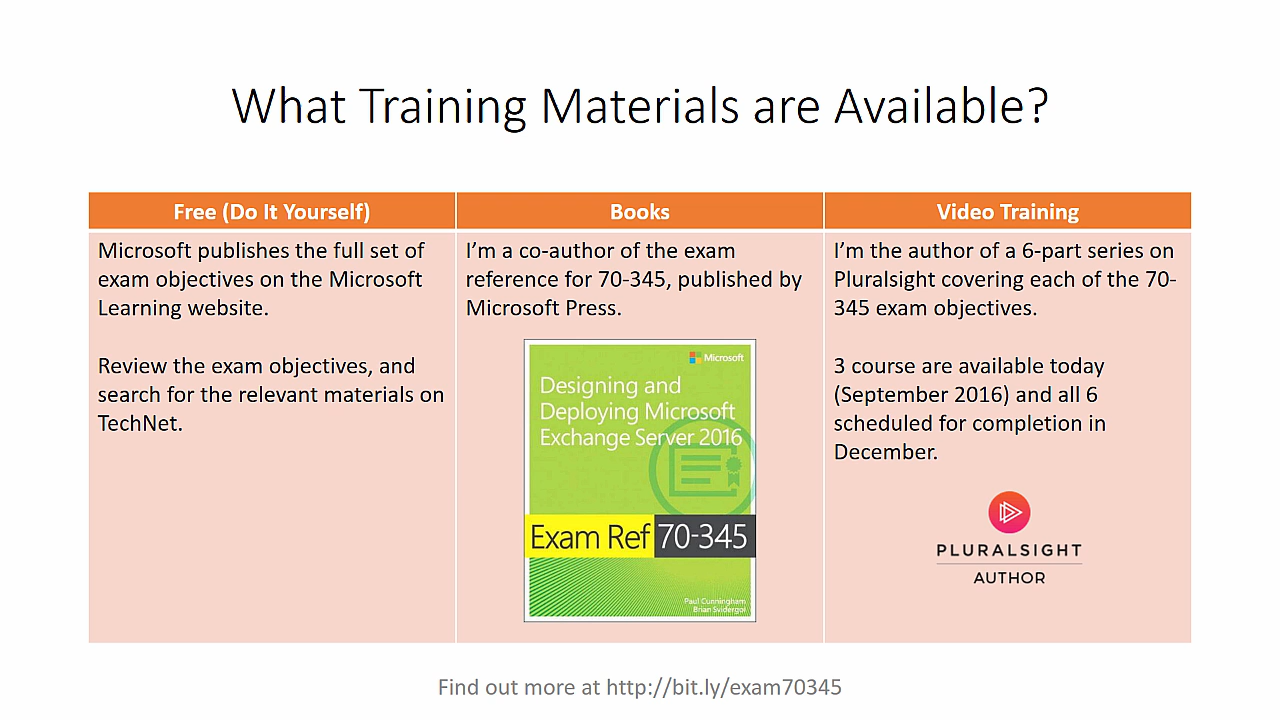 What Training Materials are Available?
Free (Do It Yourself)
Microsoft publishes the full set of
exam objectives on the Microsoft
Learning website.
Review the exam objectives, and
search for the relevant materials on
TechNet.
Books
I'm a co-author of the exam
reference for 70-345, published by
Microsoft Press.
Microsoft
Designing and
Deploying Microsoft
Exchange Server 2016
Exam Ref 70-345
Paul Cunningham
Brian Svidergol
Video Training
I'm the author of a 6-part series on
Pluralsight covering each of the 70-
345 exam objectives.
3 course are available today
(September 2016) and all 6
scheduled for completion in
December.
PLURALSIGHT
AUTHOR
Find out more at http://bit.ly/exam70345